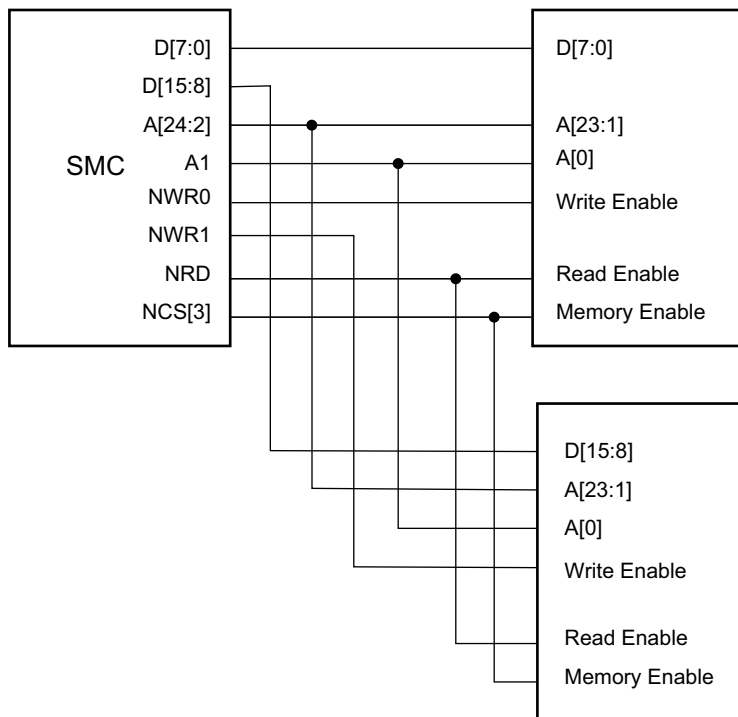 SMC
D[7:0]
D[15:8]
A[24:2]
A1
NWR0
NWR1
NRD
NCS[3]
D[7:0]
A[23:1]
A[0]
Write Enable
Read Enable
Memory Enable
D[15:8]
A[23:1]
A[0]
Write Enable
Read Enable
Memory Enable